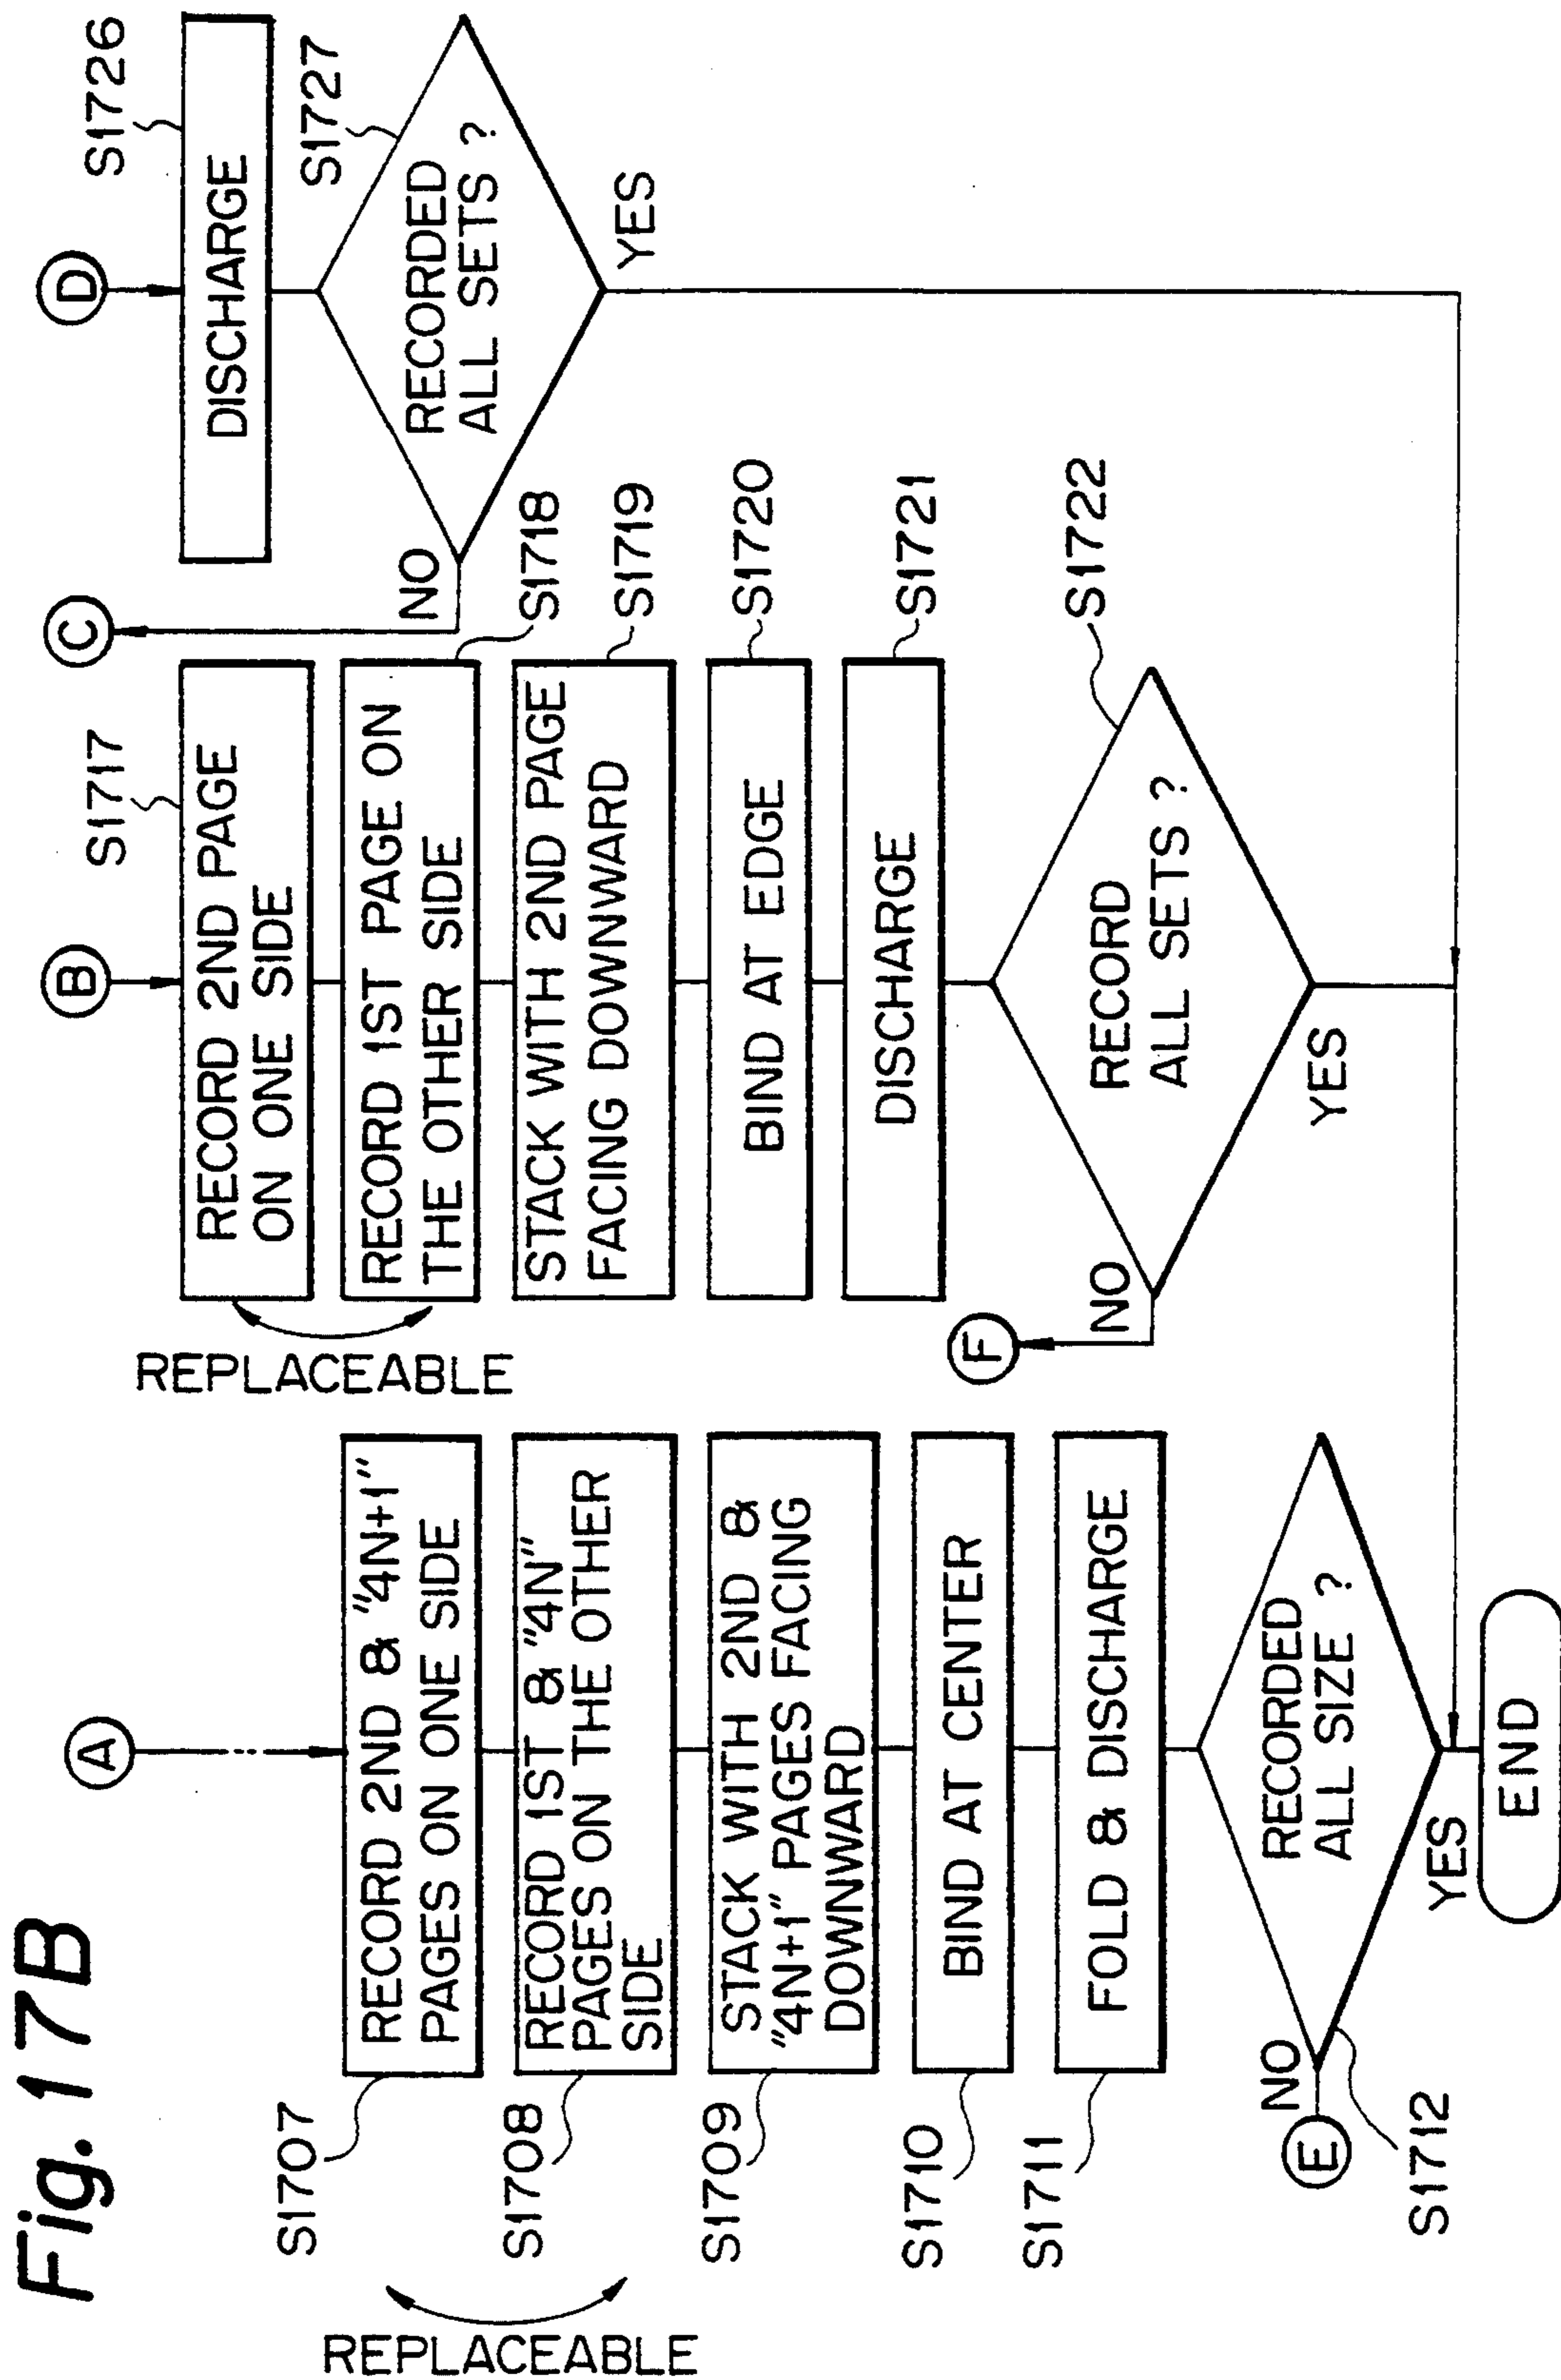 Fig. 17B
A
S1707
RECORD 2ND & "4N+1"
PAGES ON ONE SIDE
S1708
RECORD 1ST & "4N"
PAGES ON THE OTHER
SIDE
REPLACEABLE
S1709
STACK WITH 2ND &
"4N+1" PAGES FACING
DOWNWARD
S1710
BIND AT CENTER
S1711
FOLD & DISCHARGE
RECORDED
ALL SIZE ?
S1712
NO
E
YES
END
B
S1717
RECORD 2ND PAGE
ON ONE SIDE
RECORD 1ST PAGE ON
THE OTHER SIDE
S1718
REPLACEABLE
STACK WITH 2ND PAGE
FACING DOWNWARD
S1719
BIND AT EDGE
S1720
DISCHARGE
S1721
RECORD
ALL SETS ?
S1722
NO
F
YES
D
S1726
DISCHARGE
S1727
RECORDED
ALL SETS ?
NO
C
YES